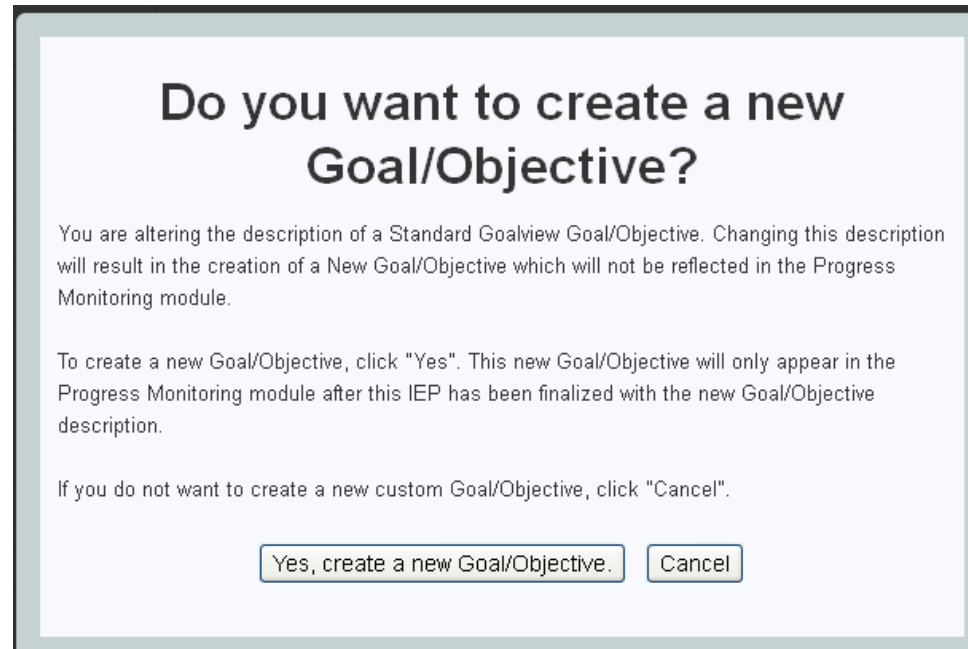 Do you want to create a new
Goal/Objective?
You are altering the description of a Standard Goalview Goal/Objective. Changing this description
will result in the creation of a New Goal/Objective which will not be reflected in the Progress
Monitoring module.
To create a new Goal/Objective, click "Yes". This new Goal/Objective will only appear in the
Progress Monitoring module after this IEP has been finalized with the new Goal/Objective
description.
If you do not want to create a new custom Goal/Objective, click "Cancel".
Yes, create a new Goal/Objective. Cancel